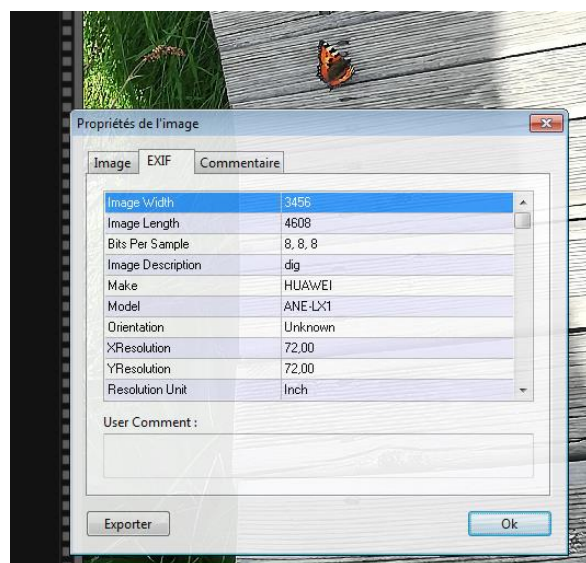 Propriétés de l'image
Image EXIF Commentaire
Image Width 3456
Image Length 4608
Bits Per Sample 8, 8, 8
Image Description dig
Make HUAWEI
Model ANE-LX1
Orientation Unknown
XResolution 72,00
YResolution 72,00
Resolution Unit Inch
User Comment :
Exporter Ok